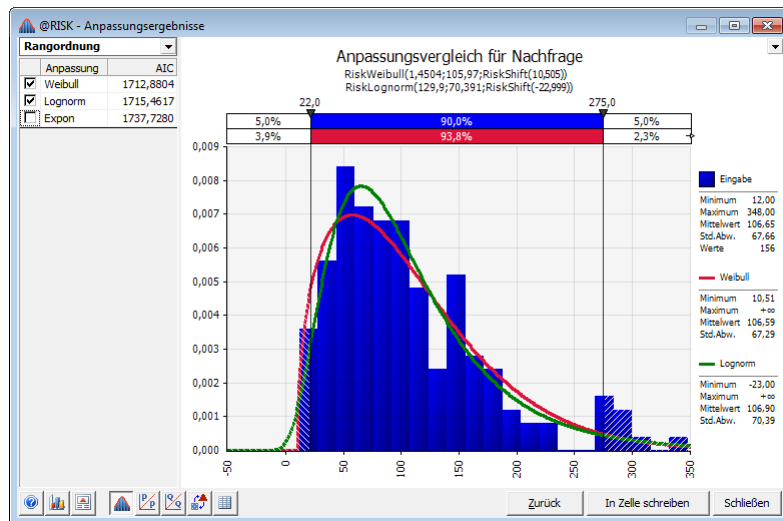 @RISK - Anpassungsergebnisse
Rangordnung
Anpassung AIC
Weibull 1712,8804
Lognorm 1715,4617
Expon 1737,7280
Anpassungsvergleich für Nachfrage
RiskWeibull(1,4504;105,97;RiskShift(10,505))
RiskLognorm(129,9;70,391;RiskShift(-22,999))
22,0 275,0
5,0% 90,0% 5,0%
3,9% 93,8% 2,3%
0,009
0,008
0,007
0,006
0,005
0,004
0,003
0,002
0,001
0,000
-50 0 50 100 150 200 250 300 350
Eingabe
Minimum 12,00
Maximum 348,00
Mittelwert 106,65
Std.Abw. 67,66
Werte 156
Weibull
Minimum 10,51
Maximum +∞
Mittelwert 106,59
Std.Abw. 67,29
Lognorm
Minimum -23,00
Maximum +∞
Mittelwert 106,90
Std.Abw. 70,39
P/P Q/Q
Zurück In Zelle schreiben Schließen